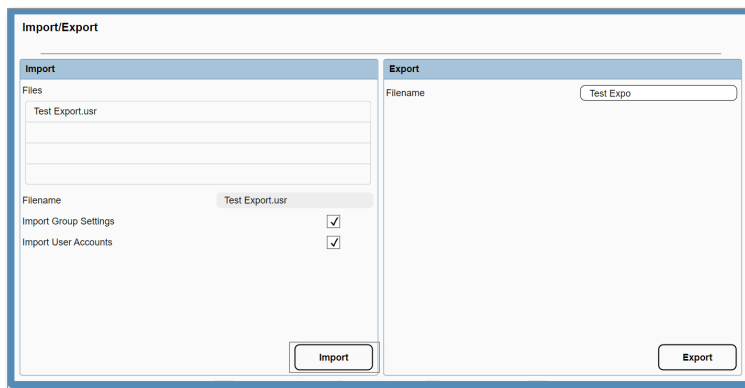 Import/Export
Import
Files
Test Export.usr
Filename
Test Export.usr
Import Group Settings
Import User Accounts
Import
Export
Filename
Test Expo
Export